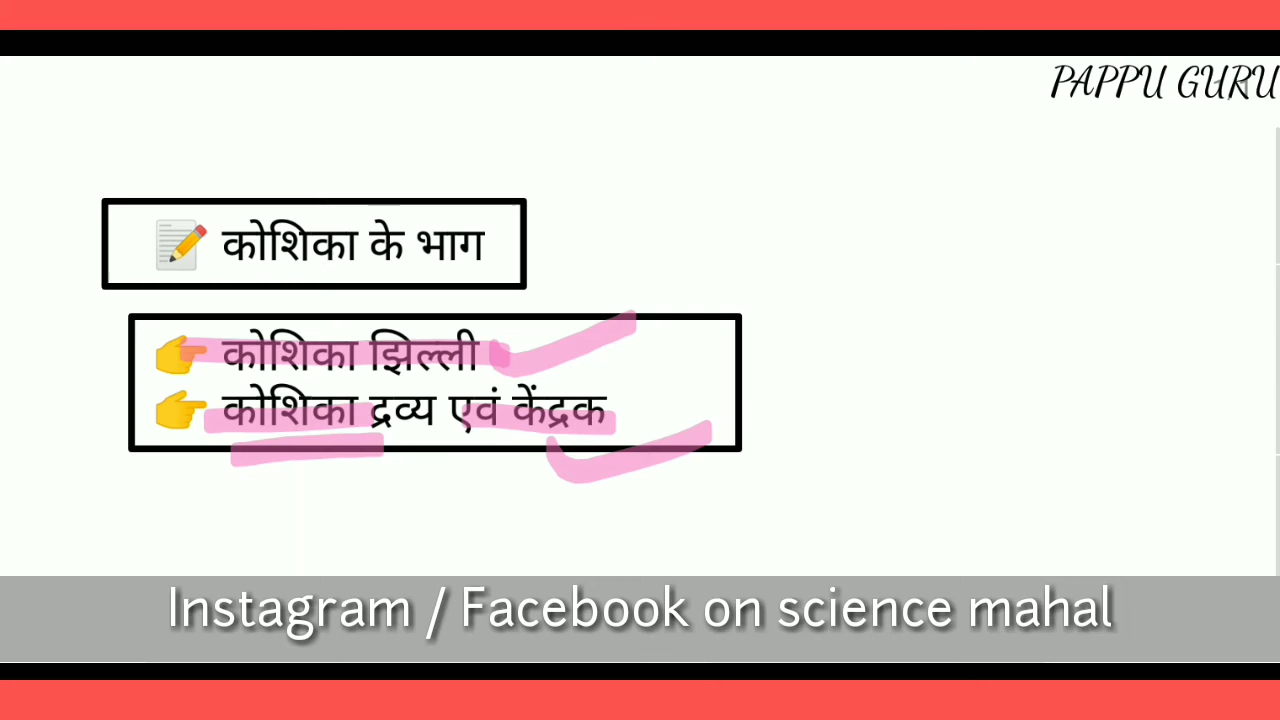 PAPPU GURU
📝 कोशिका के भाग
👉 कोशिका झिल्ली
👉 कोशिका द्रव्य एवं केंद्रक
Instagram / Facebook on science mahal